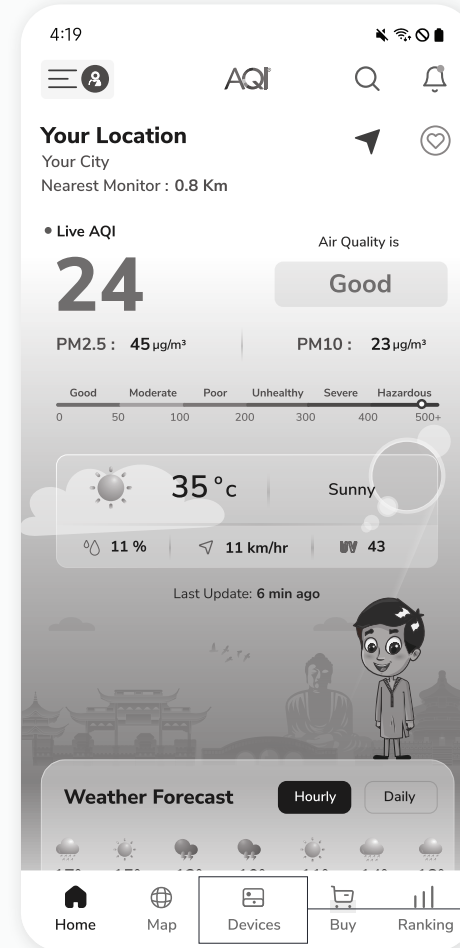 4:19
AQI
Your Location
Your City
Nearest Monitor : 0.8 Km
Live AQI
Air Quality is
24
Good
PM2.5 : 45 µg/m³
PM10 : 23 µg/m³
Good Moderate Poor Unhealthy Severe Hazardous
0 50 100 200 300 400 500+
35 °c Sunny
11 % 11 km/hr UV 43
Last Update: 6 min ago
Weather Forecast Hourly Daily
Home Map Devices Buy Ranking